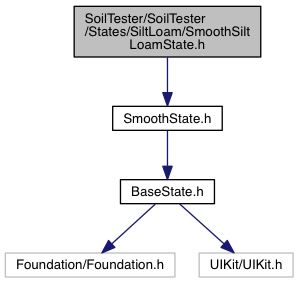 SoilTester/SoilTester
/States/SiltLoam/SmoothSilt
LoamState.h
SmoothState.h
BaseState.h
Foundation/Foundation.h
UIKit/UIKit.h